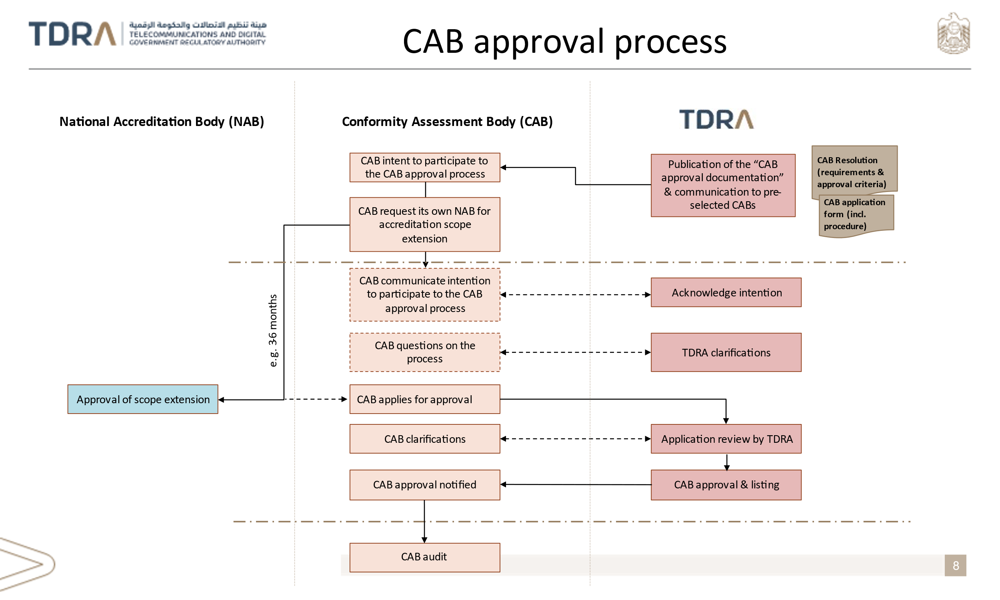 TDRA
هيئة تنظيم الاتصالات والحكومة الرقمية
TELECOMMUNICATIONS AND DIGITAL
GOVERNMENT REGULATORY AUTHORITY
CAB approval process
National Accreditation Body (NAB)
Conformity Assessment Body (CAB)
TDRA
CAB intent to participate to
the CAB approval process
Publication of the “CAB
approval documentation”
& communication to pre-
selected CABs
CAB Resolution
(requirements &
approval criteria)
CAB application
form (incl.
procedure)
CAB request its own NAB for
accreditation scope
extension
CAB communicate intention
to participate to the CAB
approval process
Acknowledge intention
e.g. 3-6 months
CAB questions on the
process
TDRA clarifications
Approval of scope extension
CAB applies for approval
CAB clarifications
Application review by TDRA
CAB approval notified
CAB approval & listing
CAB audit
8